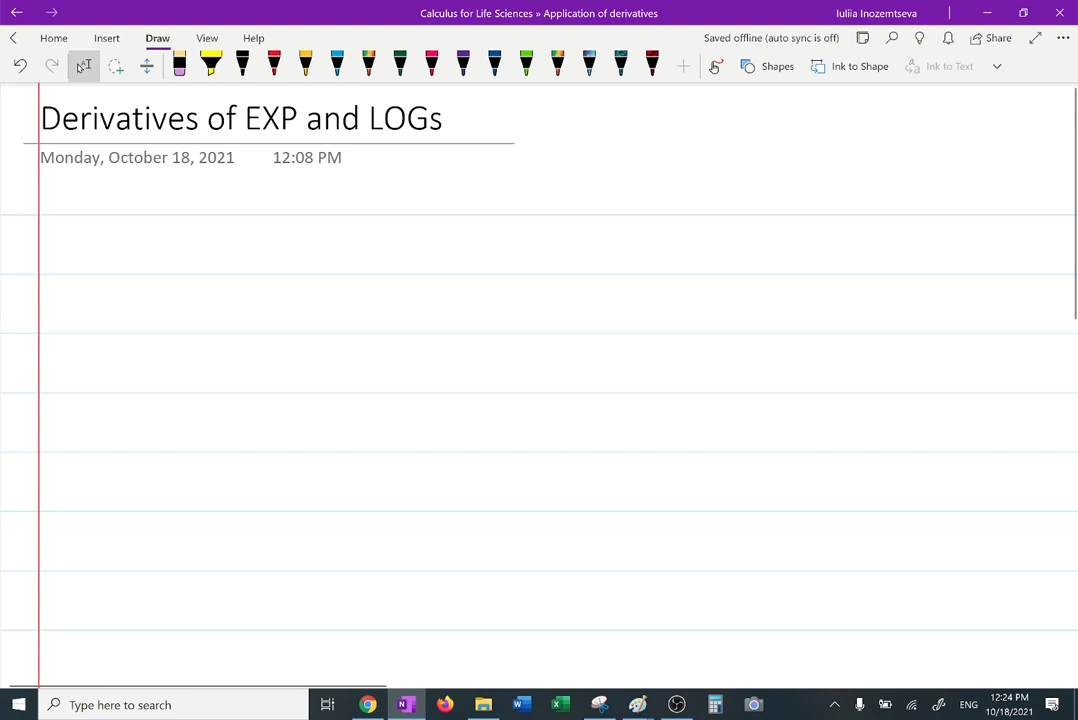 Calculus for Life Sciences » Application of derivatives
Iuliia Inozemtseva
Home Insert Draw View Help
Saved offline (auto sync is off)
Share
Shapes
Ink to Shape
Ink to Text
Derivatives of EXP and LOGs
Monday, October 18, 2021 12:08 PM
Type here to search
ENG
12:24 PM
10/18/2021